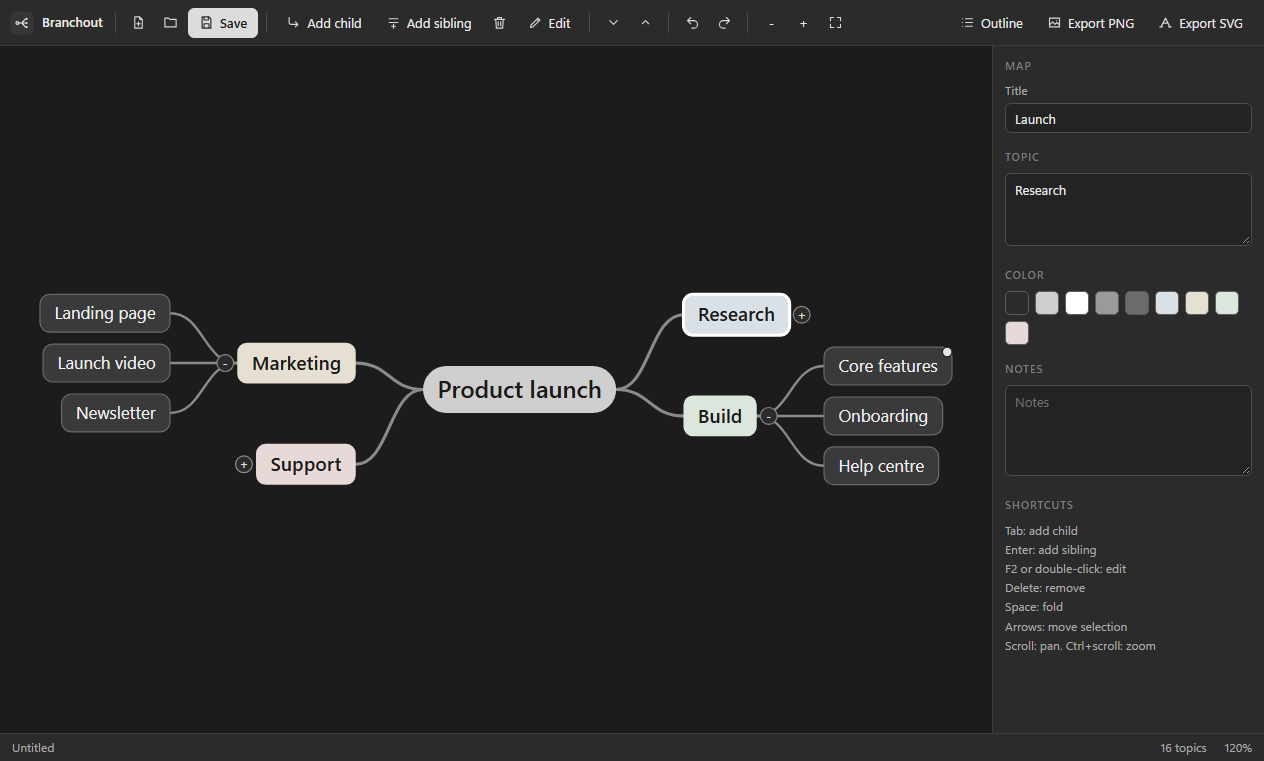 Branchout
Save
Add child
Add sibling
Edit
-
+
Outline
Export PNG
Export SVG
Landing page
Launch video
Newsletter
-
Marketing
+
Support
Product launch
Research
+
Build
-
Core features
Onboarding
Help centre
MAP
Title
Launch
TOPIC
Research
COLOR
NOTES
Notes
SHORTCUTS
Tab: add child
Enter: add sibling
F2 or double-click: edit
Delete: remove
Space: fold
Arrows: move selection
Scroll: pan. Ctrl+scroll: zoom
Untitled
16 topics
120%